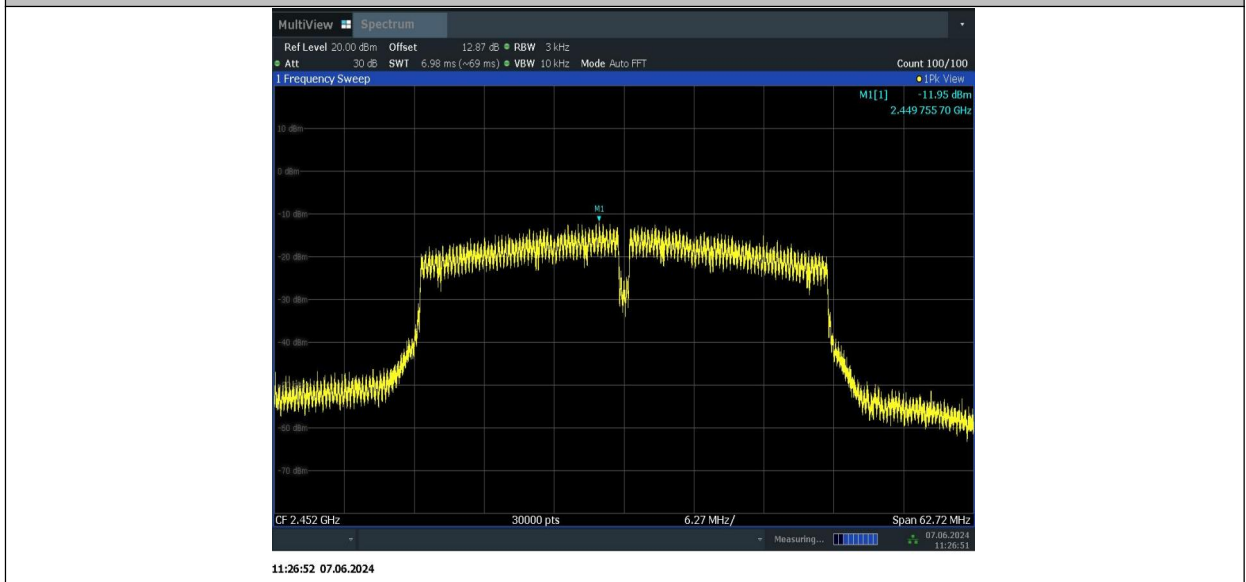 MultiView Spectrum
Ref Level 20.00 dBm Offset 12.87 dB RBW 3 kHz
Att 30 dB SWT 6.98 ms (~69 ms) VBW 10 kHz Mode Auto FFT Count 100/100
1 Frequency Sweep 1Pk View
M1[1] -11.95 dBm
2.449 755 70 GHz
10 dBm
0 dBm
M1
-10 dBm
-20 dBm
-30 dBm
-40 dBm
-60 dBm
-70 dBm
CF 2.452 GHz 30000 pts 6.27 MHz/ Span 62.72 MHz
Measuring... 07.06.2024
11:26:51
11:26:52 07.06.2024